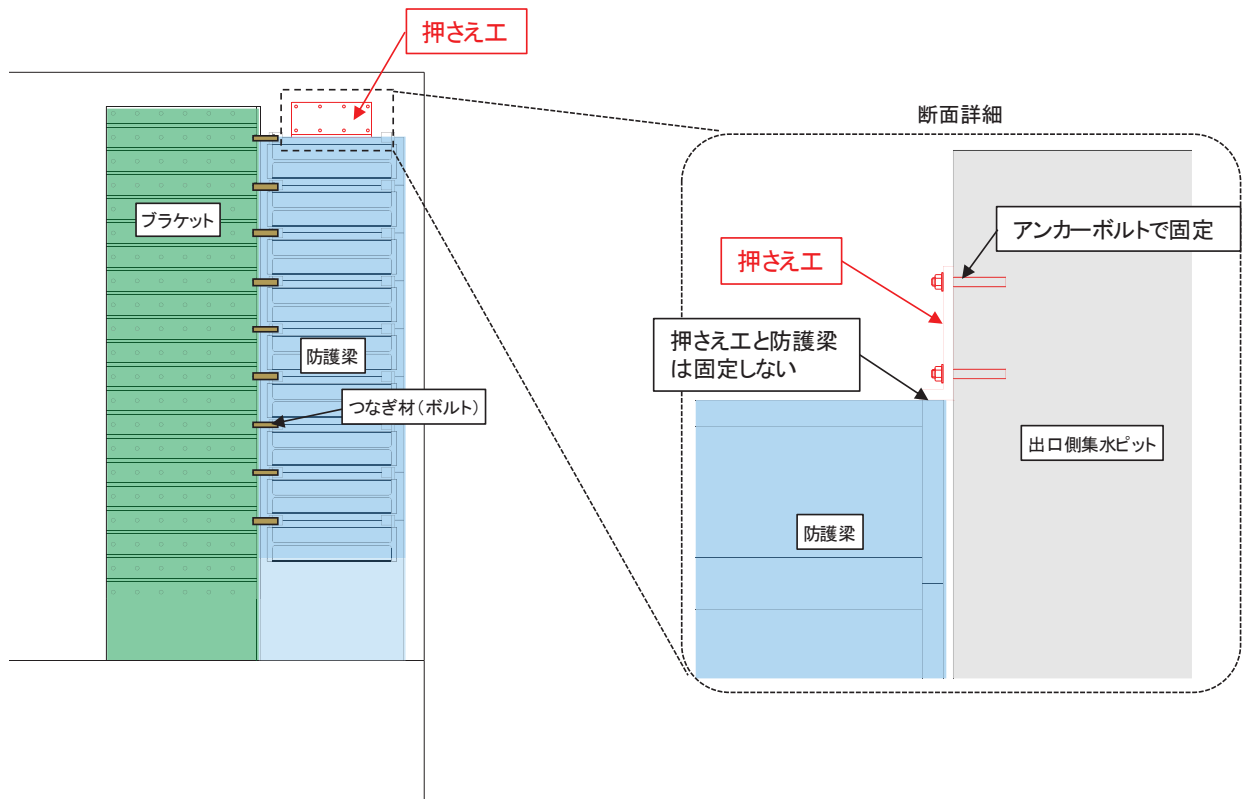 押さえ工
ブラケット
防護梁
つなぎ材(ボルト)
断面詳細
アンカーボルトで固定
押さえ工
押さえ工と防護梁
は固定しない
出口側集水ピット
防護梁